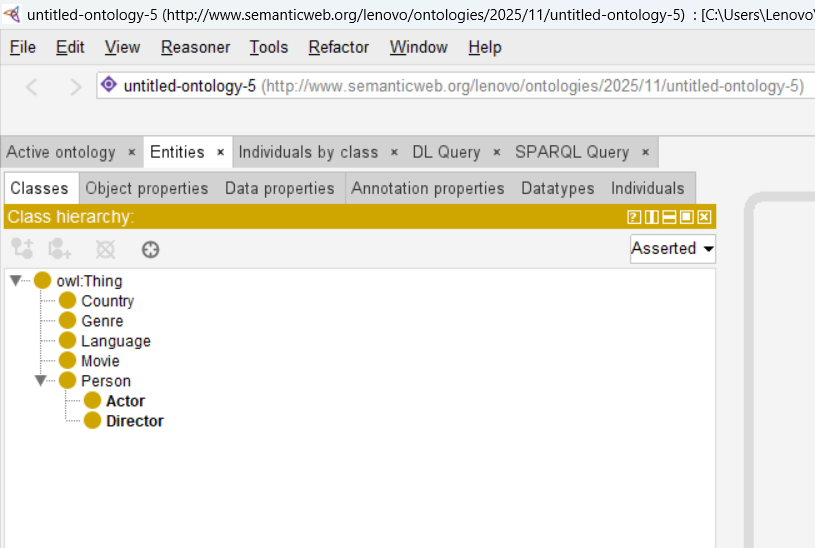 untitled-ontology-5 (http://www.semanticweb.org/lenovo/ontologies/2025/11/untitled-ontology-5) : [C:\Users\Lenovo\
File Edit View Reasoner Tools Refactor Window Help
untitled-ontology-5 (http://www.semanticweb.org/lenovo/ontologies/2025/11/untitled-ontology-5)
Active ontology × Entities × Individuals by class × DL Query × SPARQL Query ×
Classes Object properties Data properties Annotation properties Datatypes Individuals
Class hierarchy:
Asserted
owl:Thing
Country
Genre
Language
Movie
Person
Actor
Director